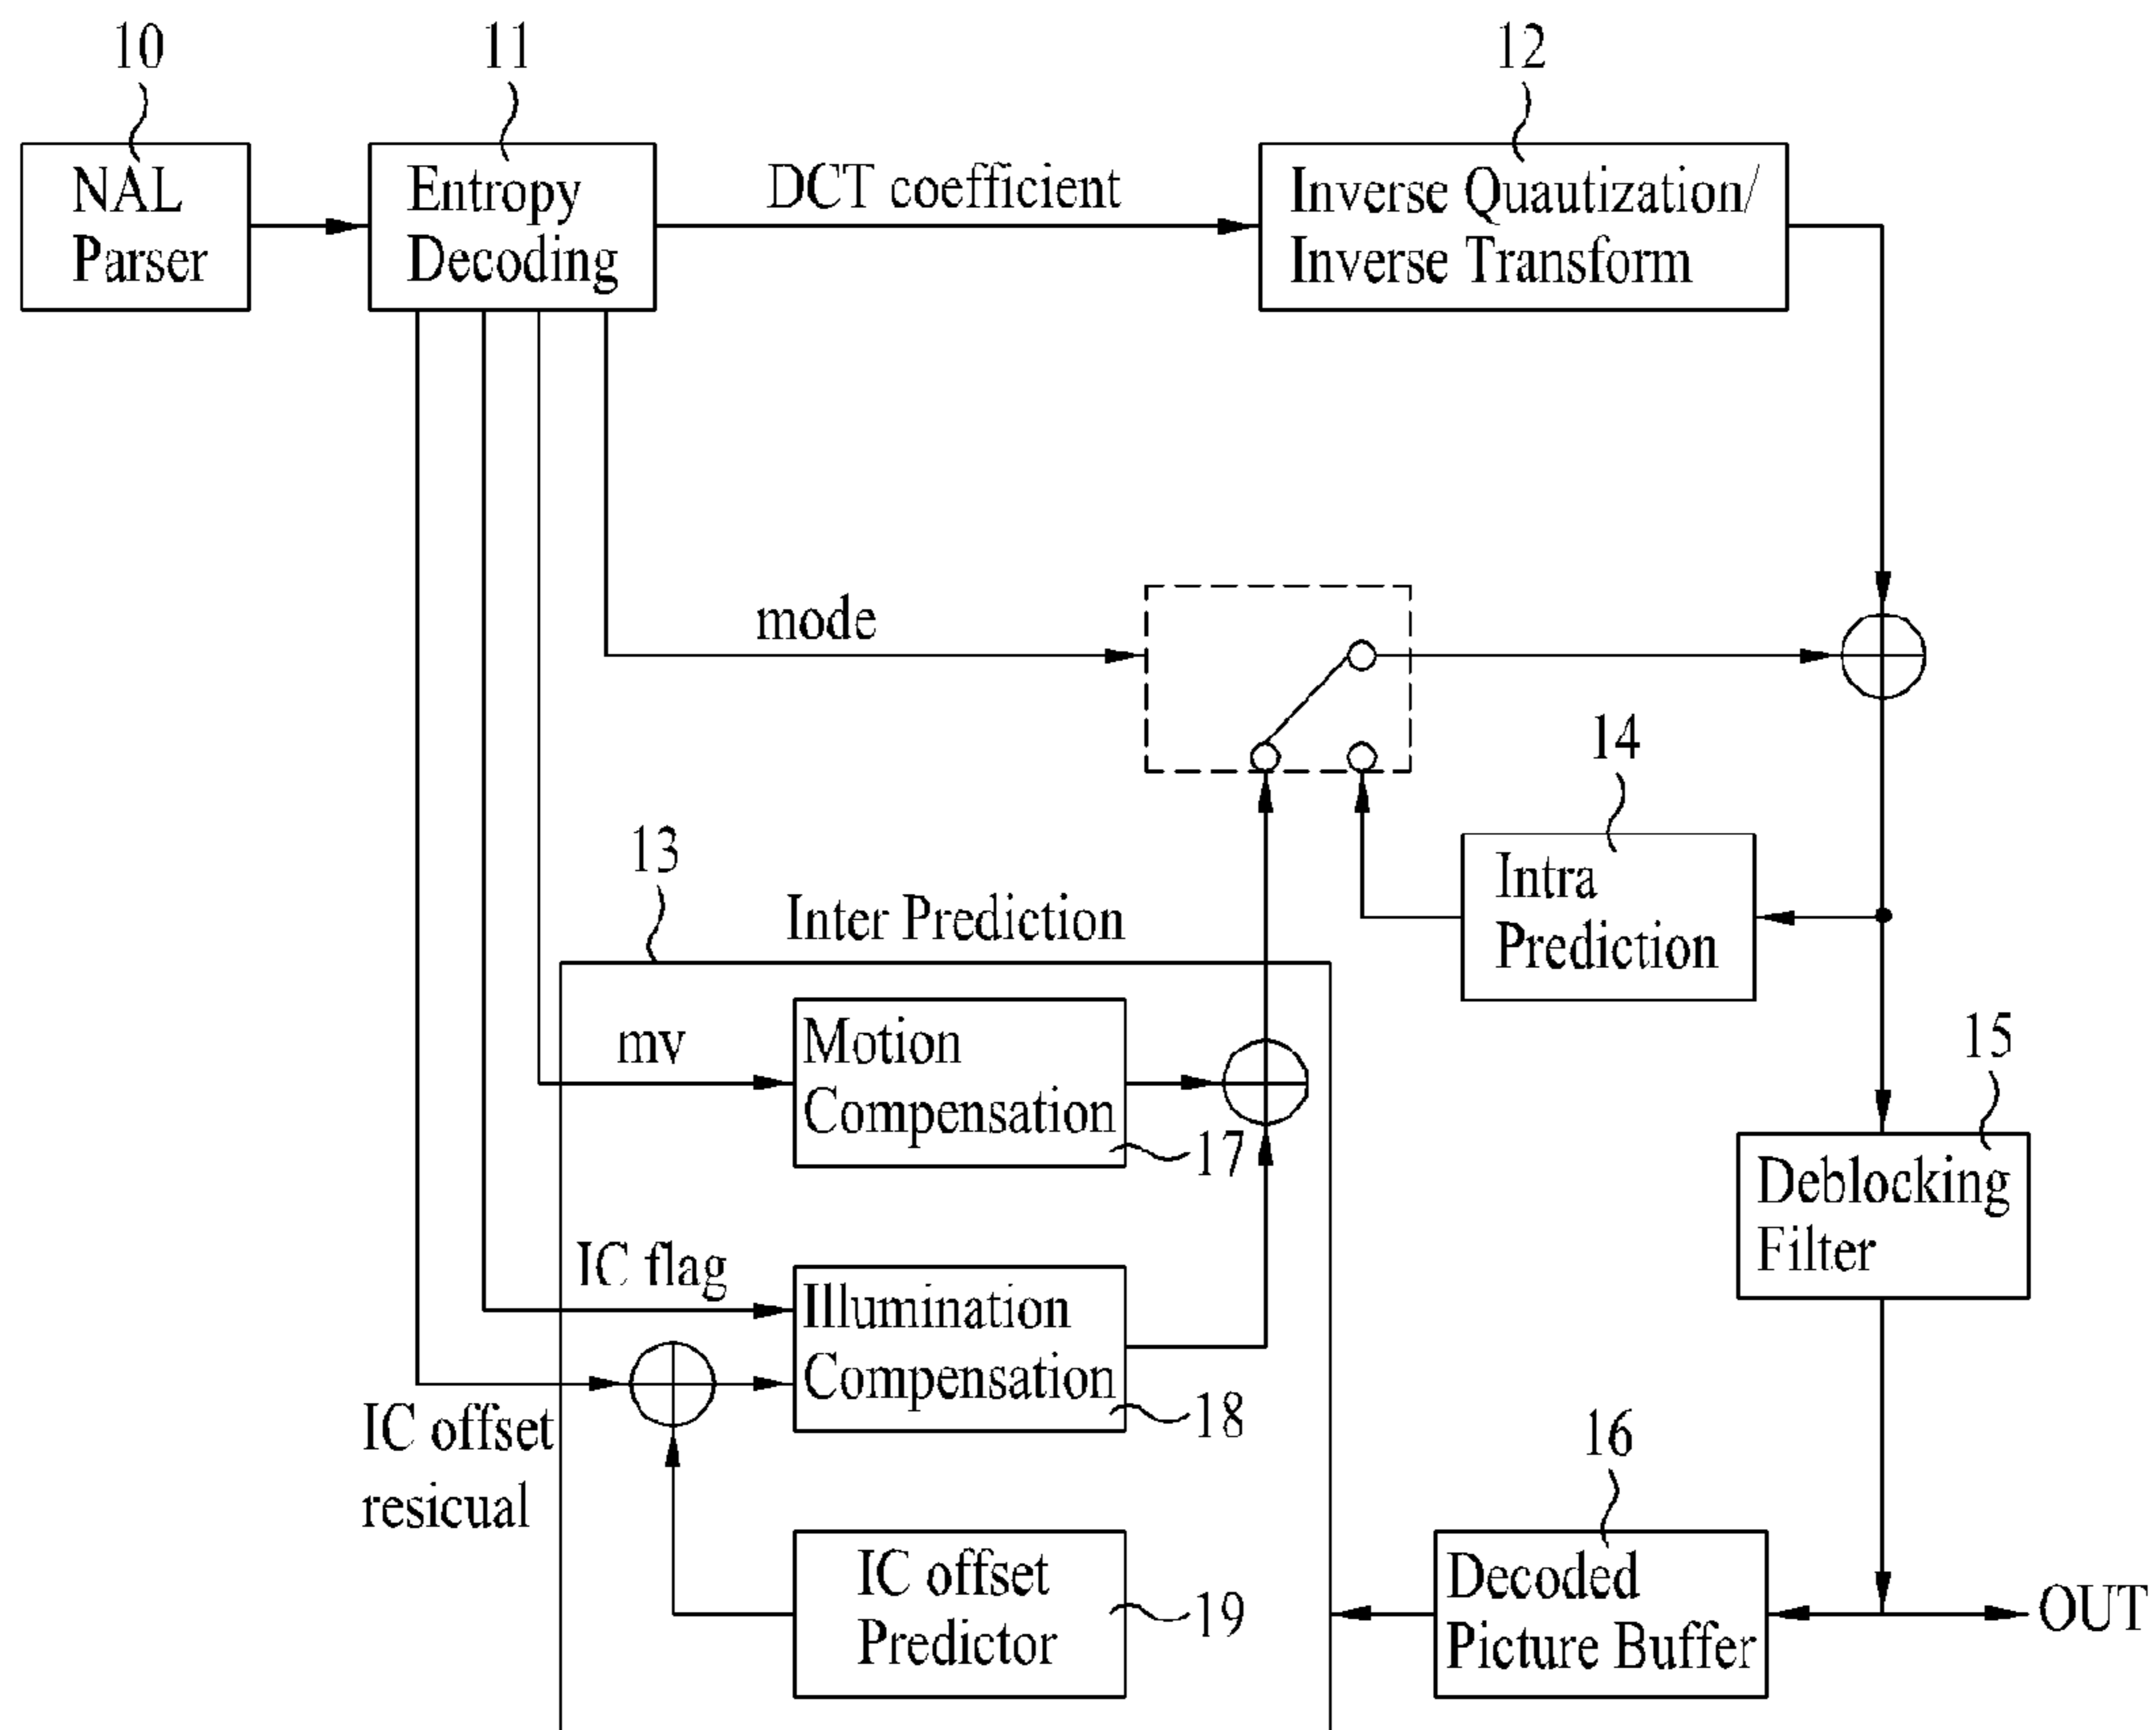 10
11
12
NAL
Parser
Entropy
Decoding
DCT coefficient
Inverse Quautization/
Inverse Transform
mode
14
Intra
Prediction
13
Inter Prediction
mv
Motion
Compensation
17
15
Deblocking
Filter
IC flag
Illumination
Compensation
18
IC offset
resicual
16
IC offset
Predictor
19
Decoded
Picture Buffer
OUT